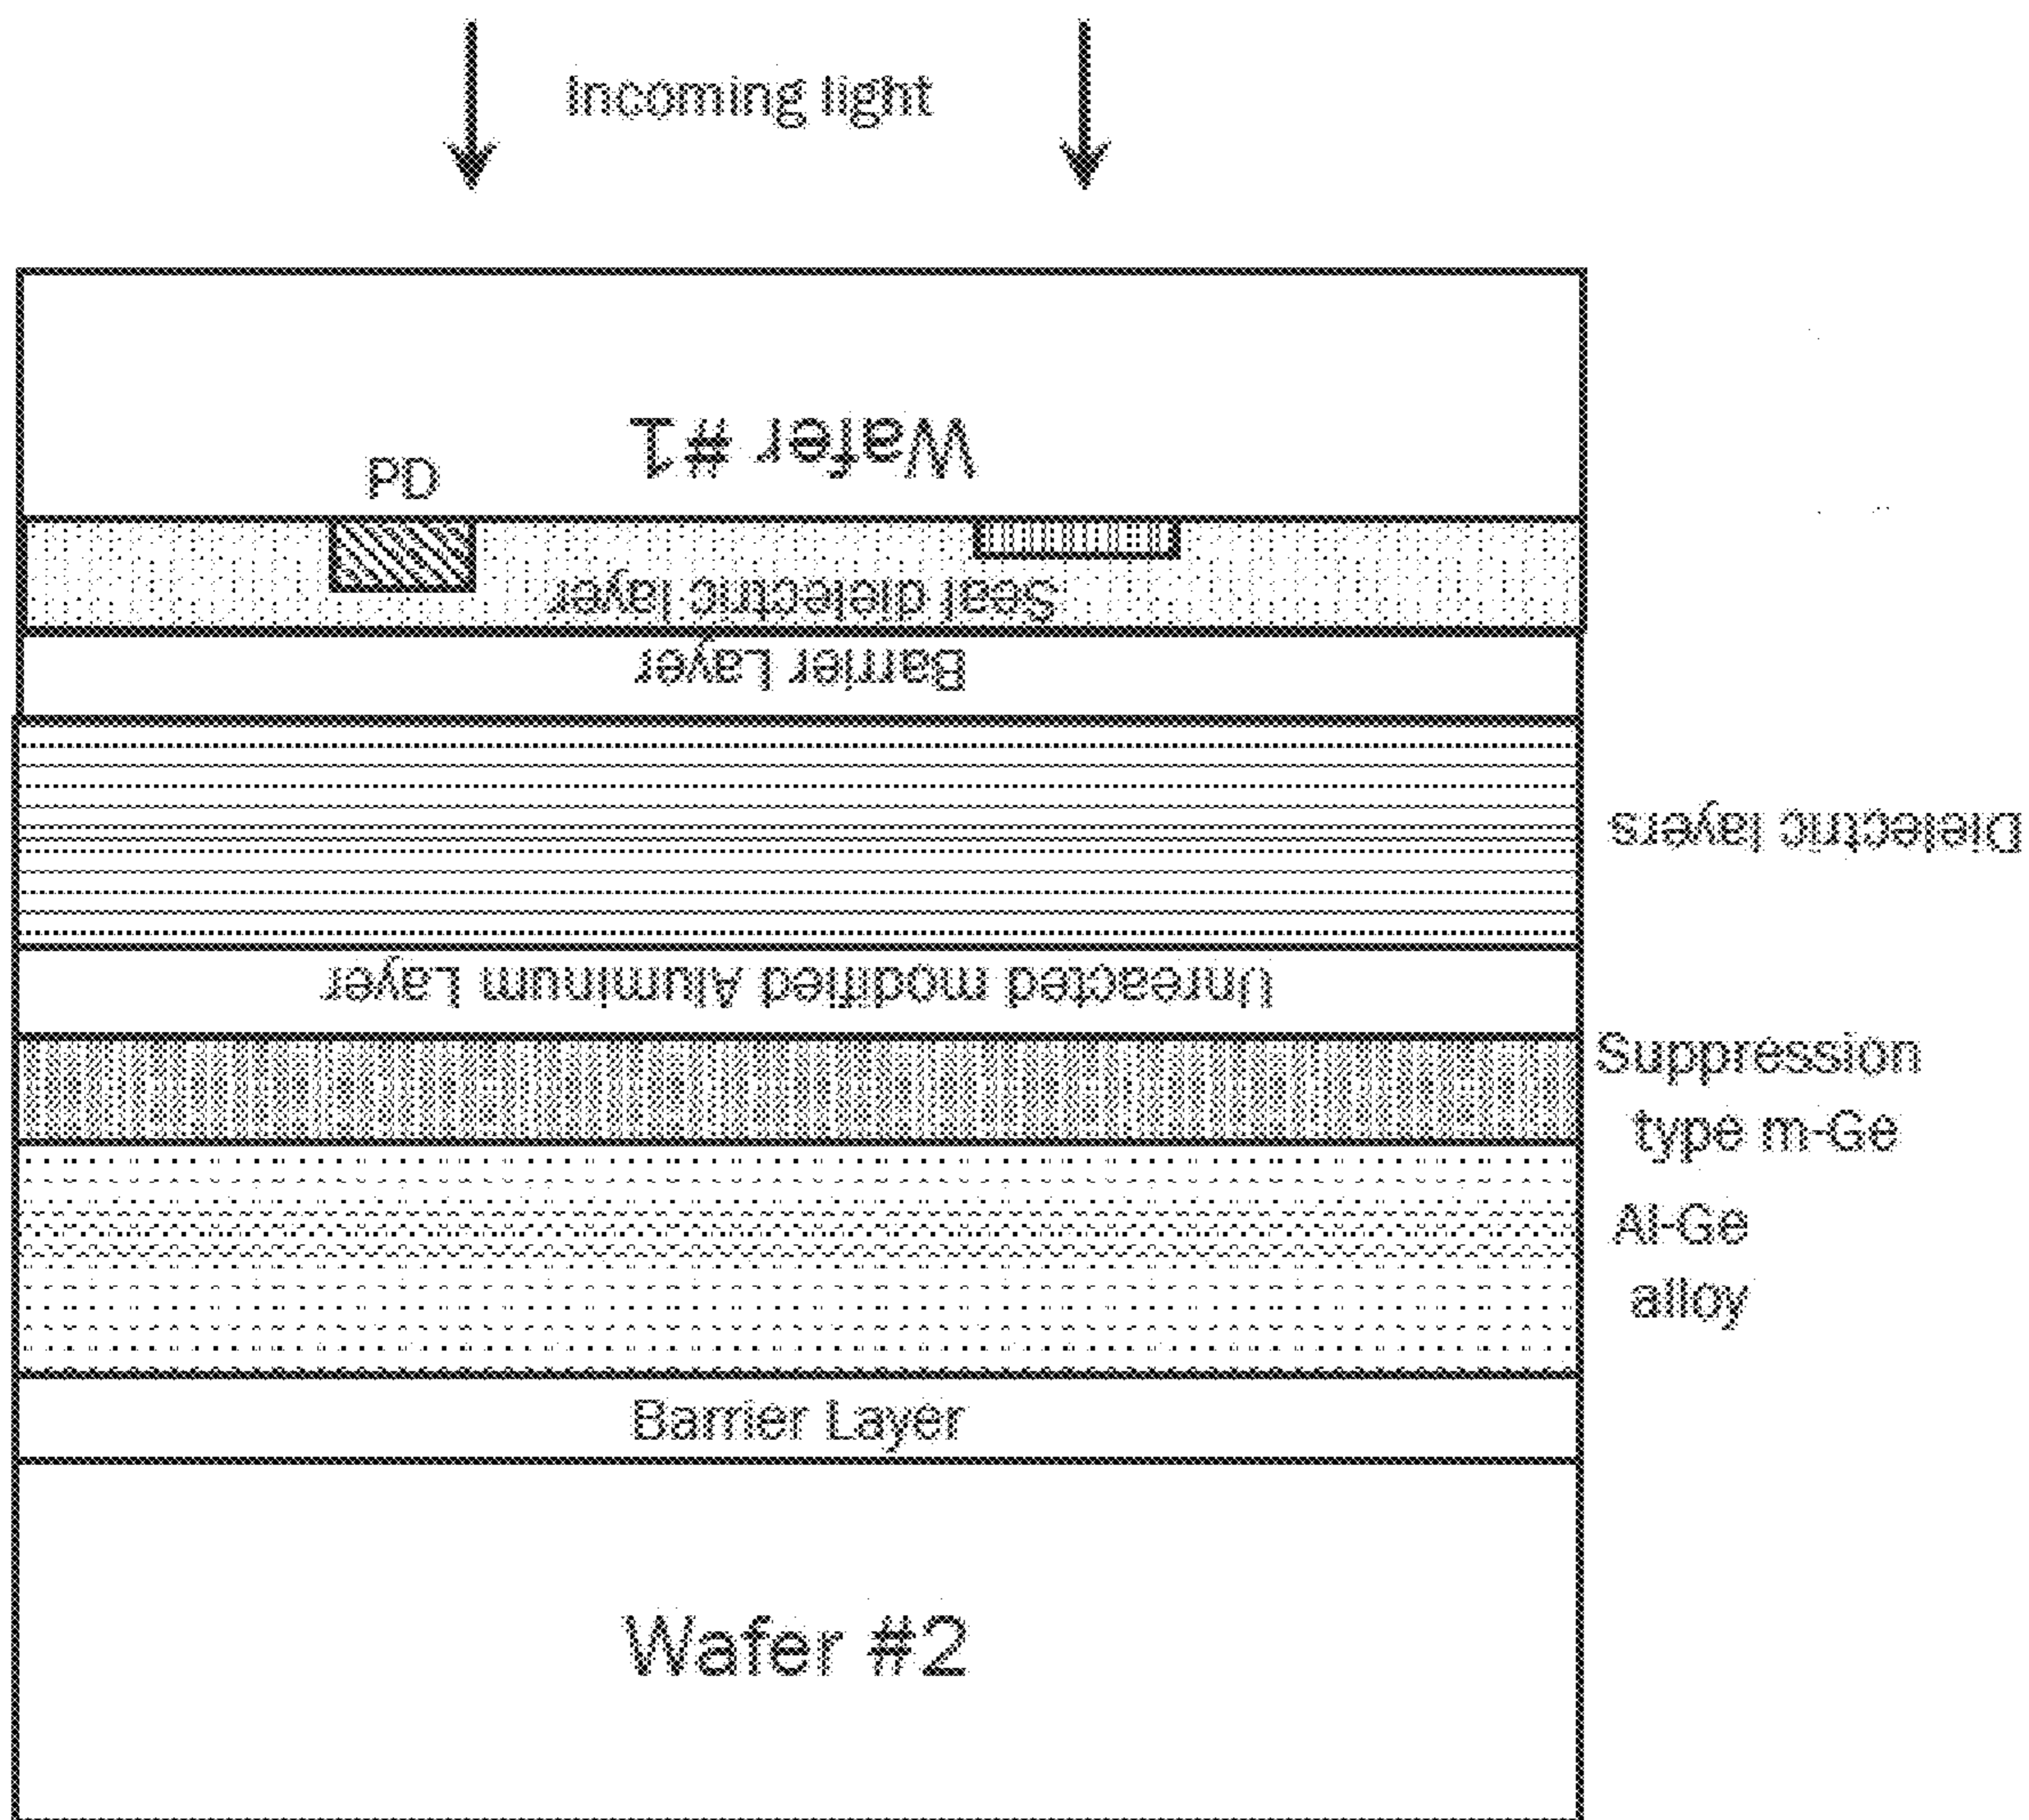 Incoming light
Wafer #1
PD
Seal dielectric layer
Barrier Layer
Dielectric layers
Unreacted modified Aluminum Layer
Suppression
type m-Ge
Al-Ge
alloy
Barrier Layer
Wafer #2